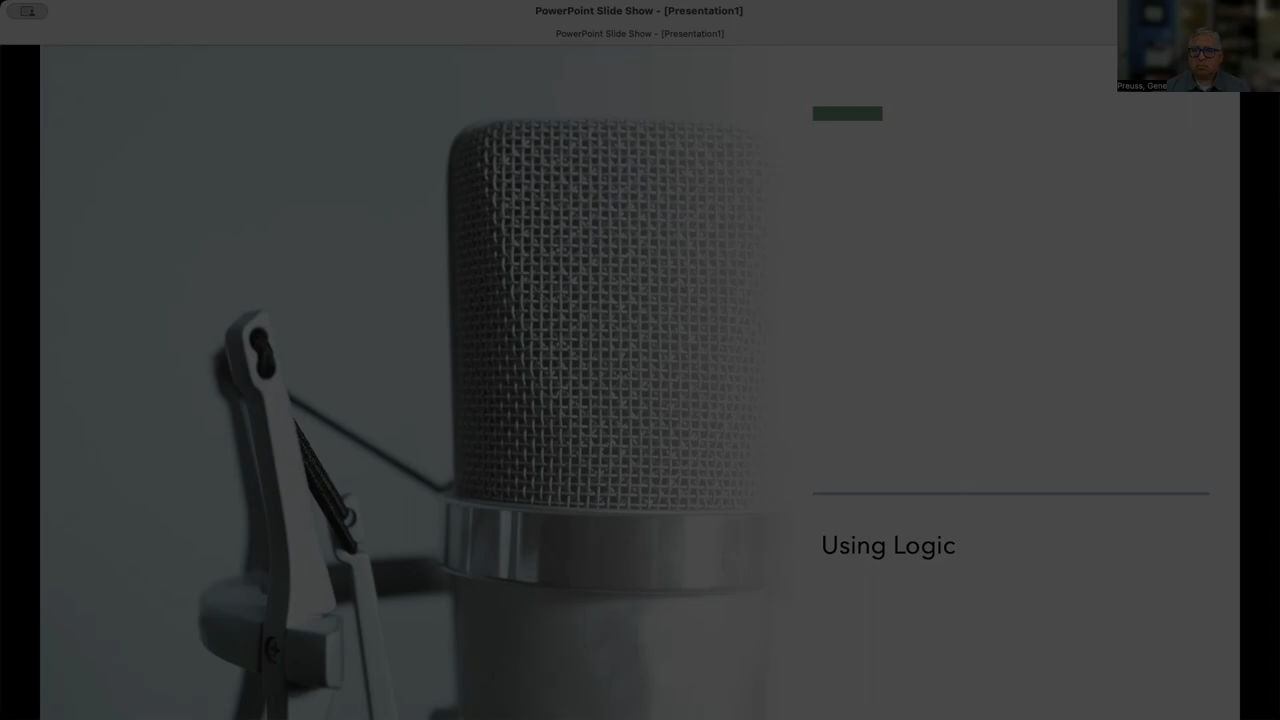 PowerPoint Slide Show - [Presentation1]
PowerPoint Slide Show - [Presentation1]
Preuss, Gene
Using Logic